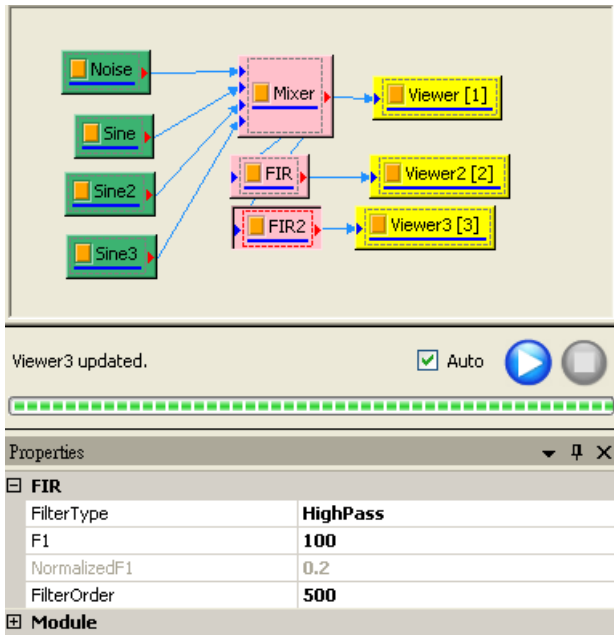 Noise
Mixer
Viewer [1]
Sine
FIR
Viewer2 [2]
Sine2
FIR2
Viewer3 [3]
Sine3
Viewer3 updated.
Auto
Properties
FIR
FilterType HighPass
F1 100
NormalizedF1 0.2
FilterOrder 500
Module